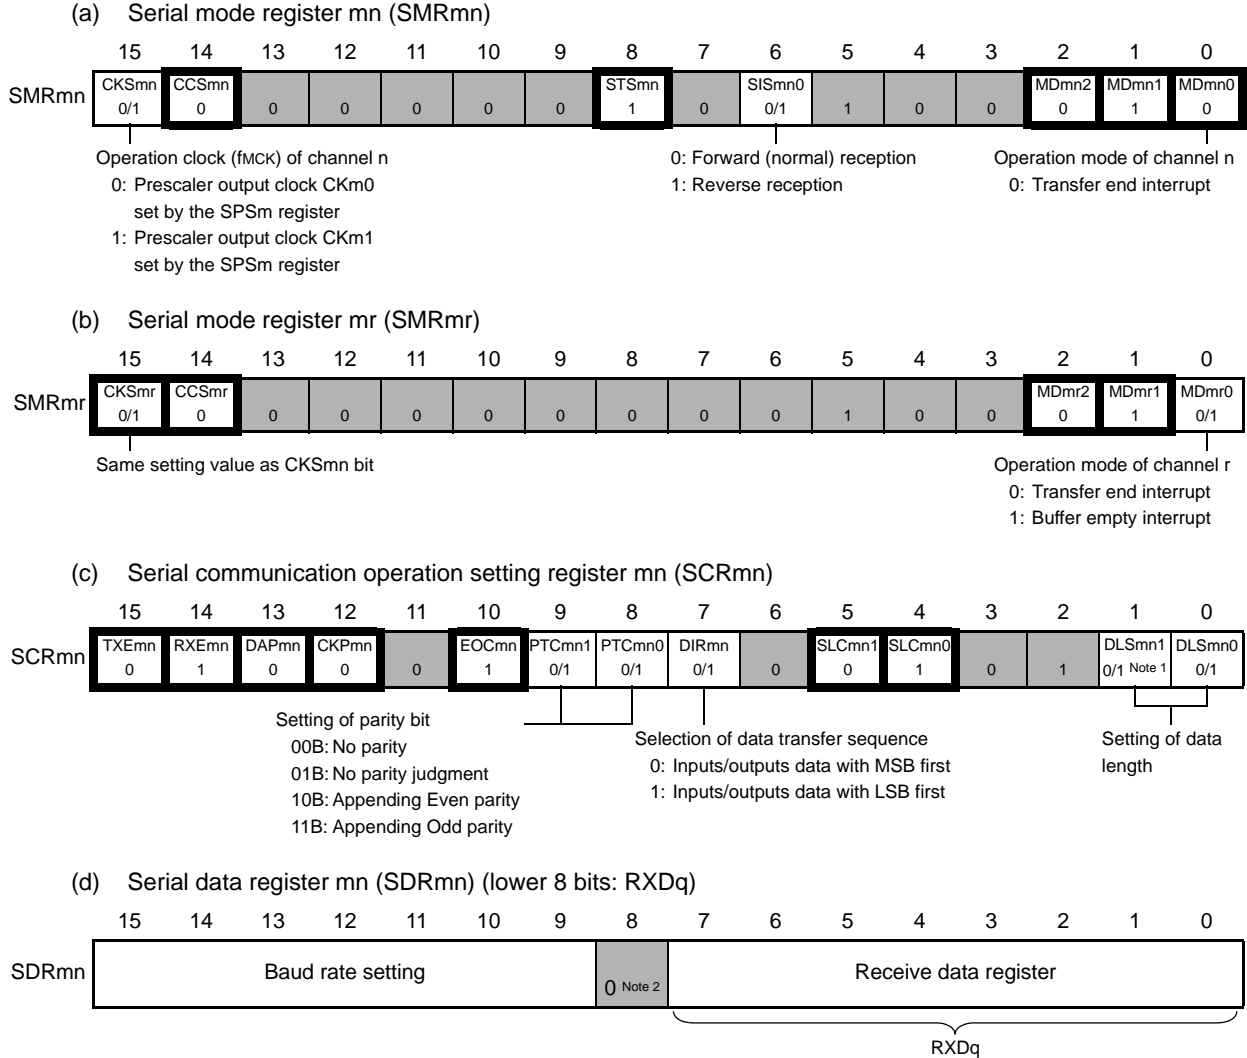 (a) Serial mode register mn (SMRmn)
15 14 13 12 11 10 9 8 7 6 5 4 3 2 1 0
SMRmn
CKSmn CCSmn STSmn SISmn0 MDmn2 MDmn1 MDmn0
0/1 0 0 0 0 0 0 1 0 0/1 1 0 0 0 1 0
Operation clock (fMCK) of channel n
0: Prescaler output clock CKm0
set by the SPSm register
1: Prescaler output clock CKm1
set by the SPSm register
0: Forward (normal) reception
1: Reverse reception
Operation mode of channel n
0: Transfer end interrupt
(b) Serial mode register mr (SMRmr)
15 14 13 12 11 10 9 8 7 6 5 4 3 2 1 0
SMRmr
CKSmr CCSmr MDmr2 MDmr1 MDmr0
0/1 0 0 0 0 0 0 0 0 0 1 0 0 0 1 0/1
Same setting value as CKSmn bit
Operation mode of channel r
0: Transfer end interrupt
1: Buffer empty interrupt
(c) Serial communication operation setting register mn (SCRmn)
15 14 13 12 11 10 9 8 7 6 5 4 3 2 1 0
SCRmn
TXEmn RXEmn DAPmn CKPmn EOCmn PTCmn1 PTCmn0 DIRmn SLCmn1 SLCmn0 DLSmn1 DLSmn0
0 1 0 0 0 1 0/1 0/1 0/1 0 0 1 0 1 0/1 Note 1 0/1
Setting of parity bit
00B: No parity
01B: No parity judgment
10B: Appending Even parity
11B: Appending Odd parity
Selection of data transfer sequence
0: Inputs/outputs data with MSB first
1: Inputs/outputs data with LSB first
Setting of data
length
(d) Serial data register mn (SDRmn) (lower 8 bits: RXDq)
15 14 13 12 11 10 9 8 7 6 5 4 3 2 1 0
SDRmn
Baud rate setting
0 Note 2
Receive data register
RXDq